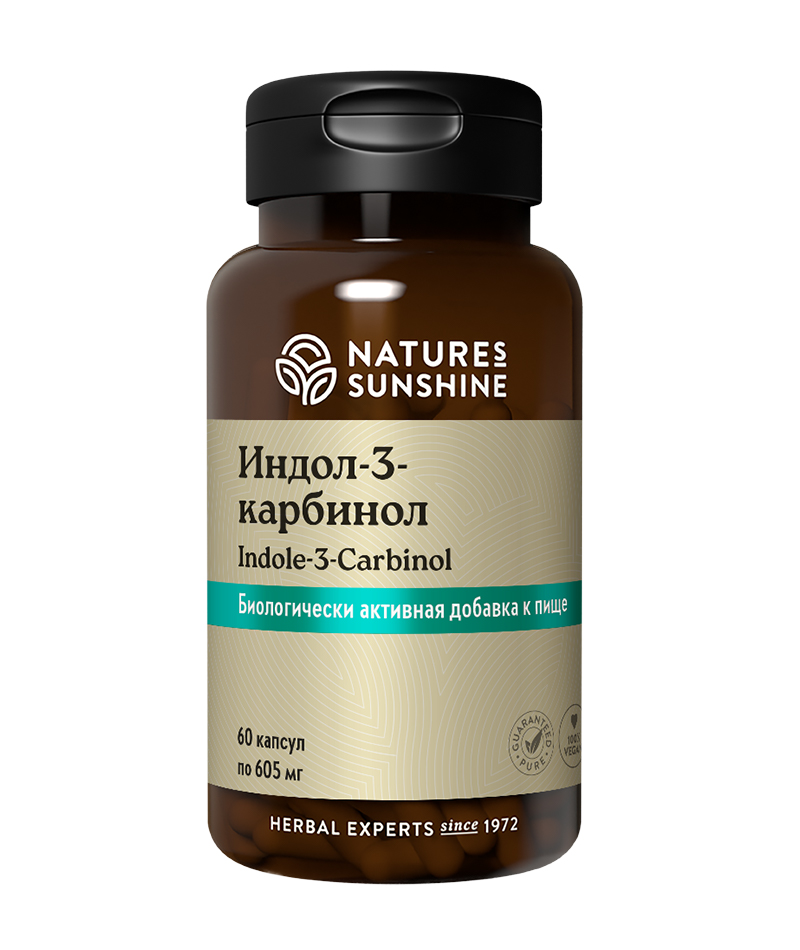 NATURES
SUNSHINE
Индол-3-
карбинол
Indole-3-Carbinol
Биологически активная добавка к пище
60 капсул
по 605 мг
GUARANTEED
PURE
100%
VEGAN
HERBAL EXPERTS since 1972